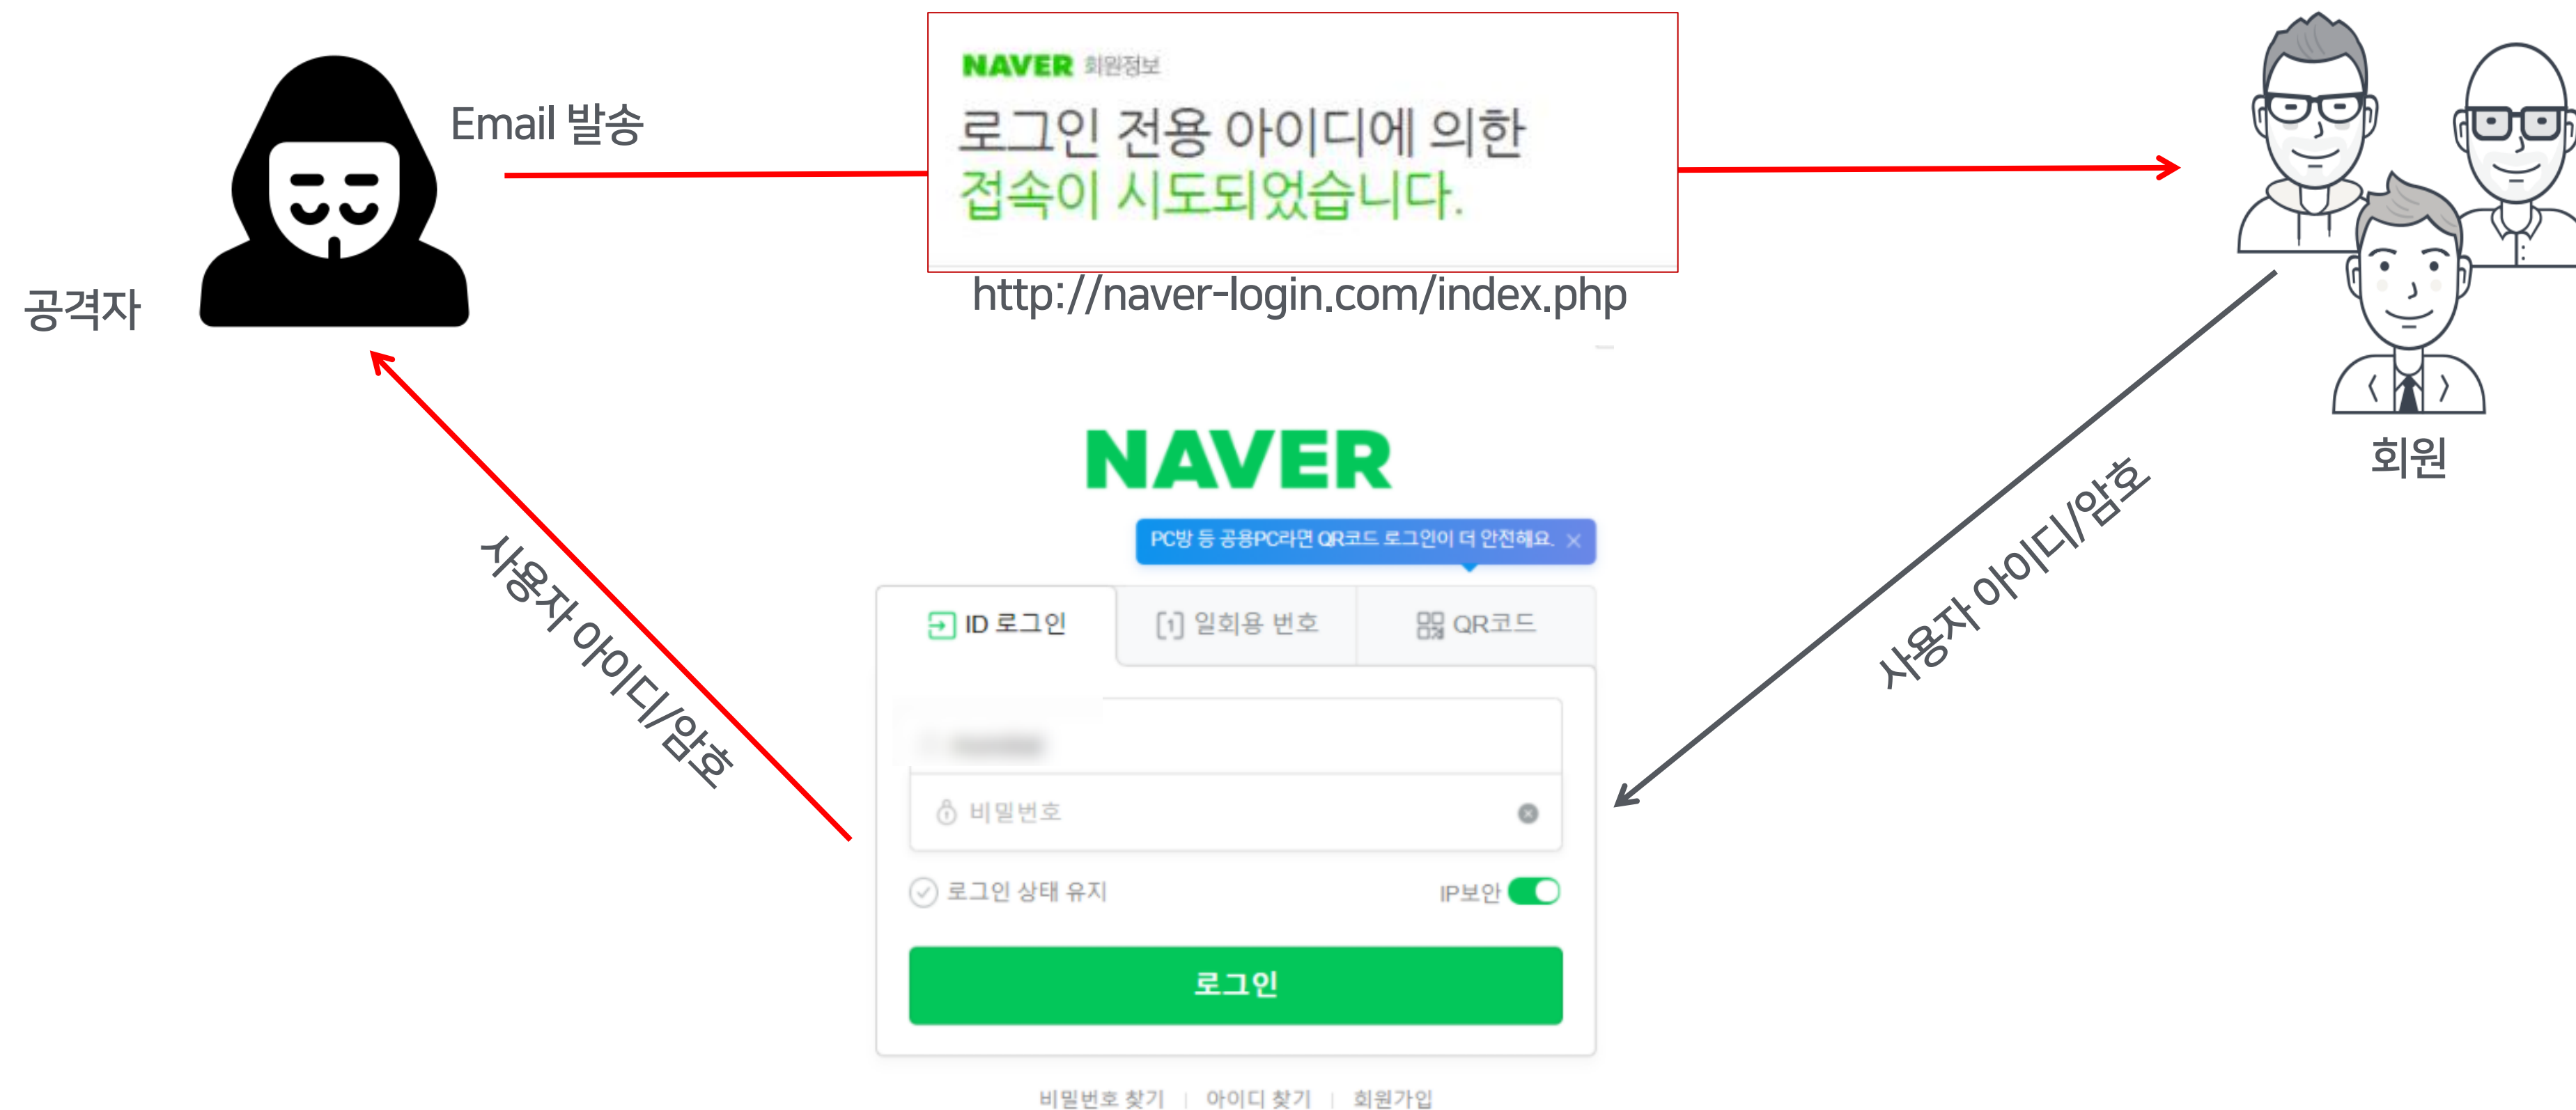 Email 발송
공격자
NAVER 회원정보
로그인 전용 아이디에 의한
접속이 시도되었습니다.
http://naver-login.com/index.php
회원
사용자 아이디/암호
사용자 아이디/암호
NAVER
PC방 등 공용PC라면 QR코드 로그인이 더 안전해요.
ID 로그인
일회용 번호
QR코드
비밀번호
로그인 상태 유지
IP보안
로그인
비밀번호 찾기 | 아이디 찾기 | 회원가입